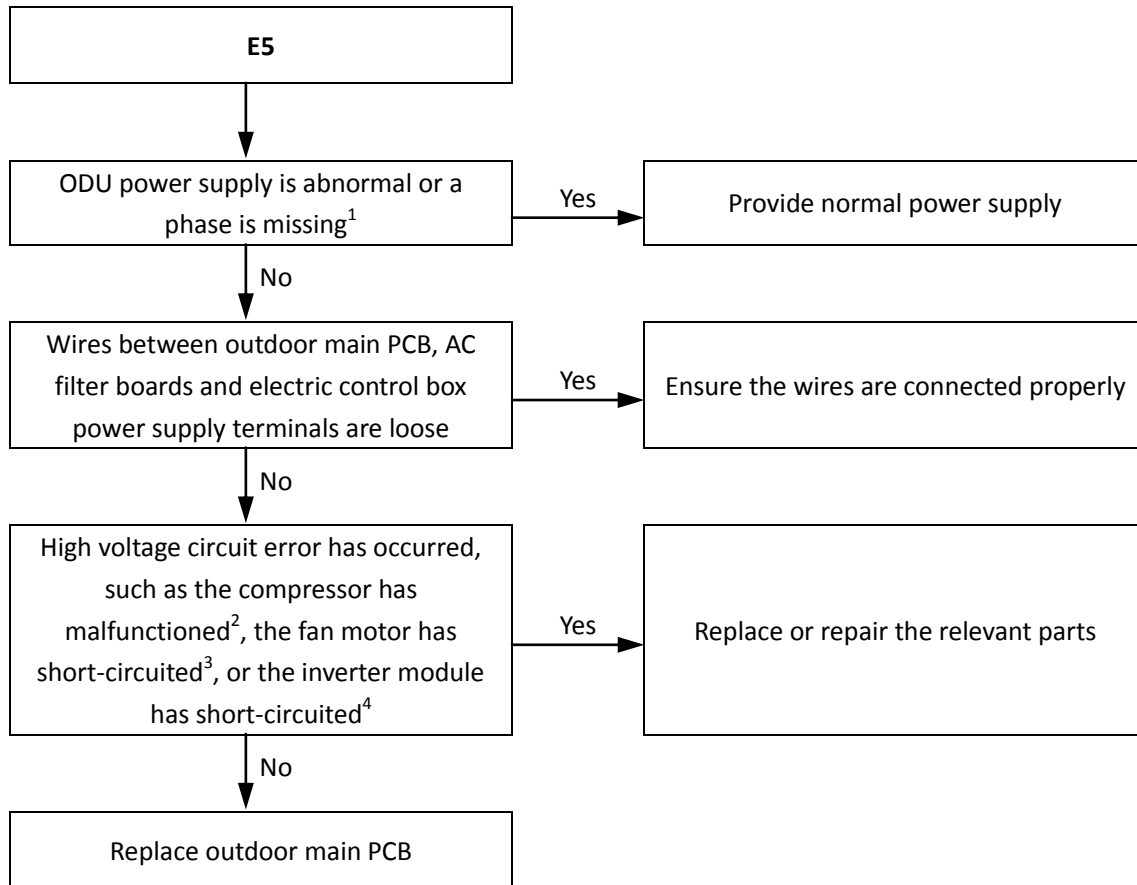 E5
ODU power supply is abnormal or a
phase is missing¹
Yes
Provide normal power supply
No
Wires between outdoor main PCB, AC
filter boards and electric control box
power supply terminals are loose
Yes
Ensure the wires are connected properly
No
High voltage circuit error has occurred,
such as the compressor has
malfunctioned², the fan motor has
short-circuited³, or the inverter module
has short-circuited⁴
Yes
Replace or repair the relevant parts
No
Replace outdoor main PCB